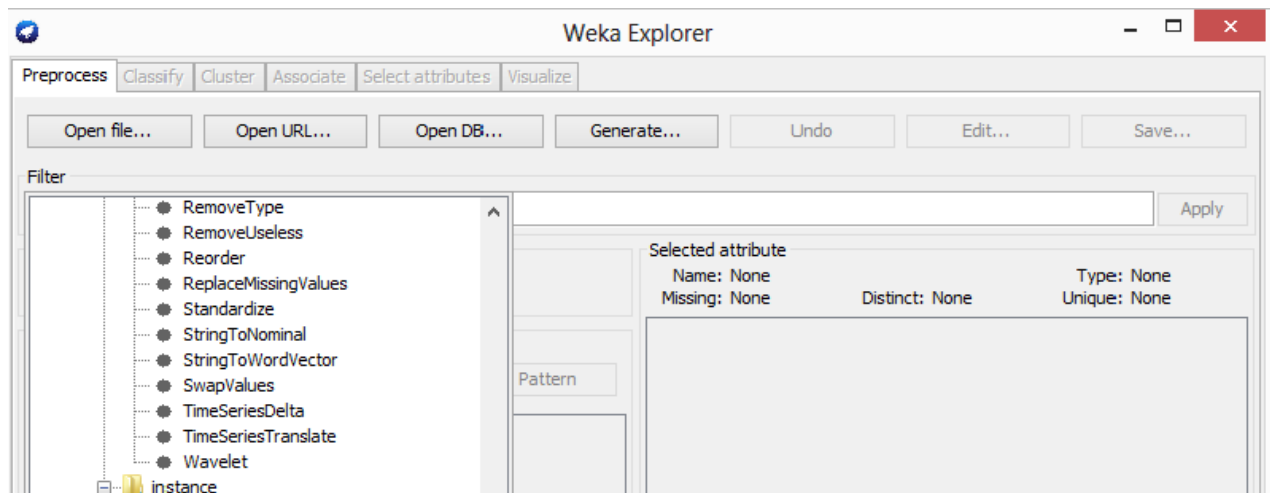 Weka Explorer
Preprocess Classify Cluster Associate Select attributes Visualize
Open file... Open URL... Open DB... Generate... Undo Edit... Save...
Filter
Apply
RemoveType
RemoveUseless
Reorder
ReplaceMissingValues
Standardize
StringToNominal
StringToWordVector
SwapValues
TimeSeriesDelta
TimeSeriesTranslate
Wavelet
instance
Selected attribute
Name: None Type: None
Missing: None Distinct: None Unique: None
Pattern